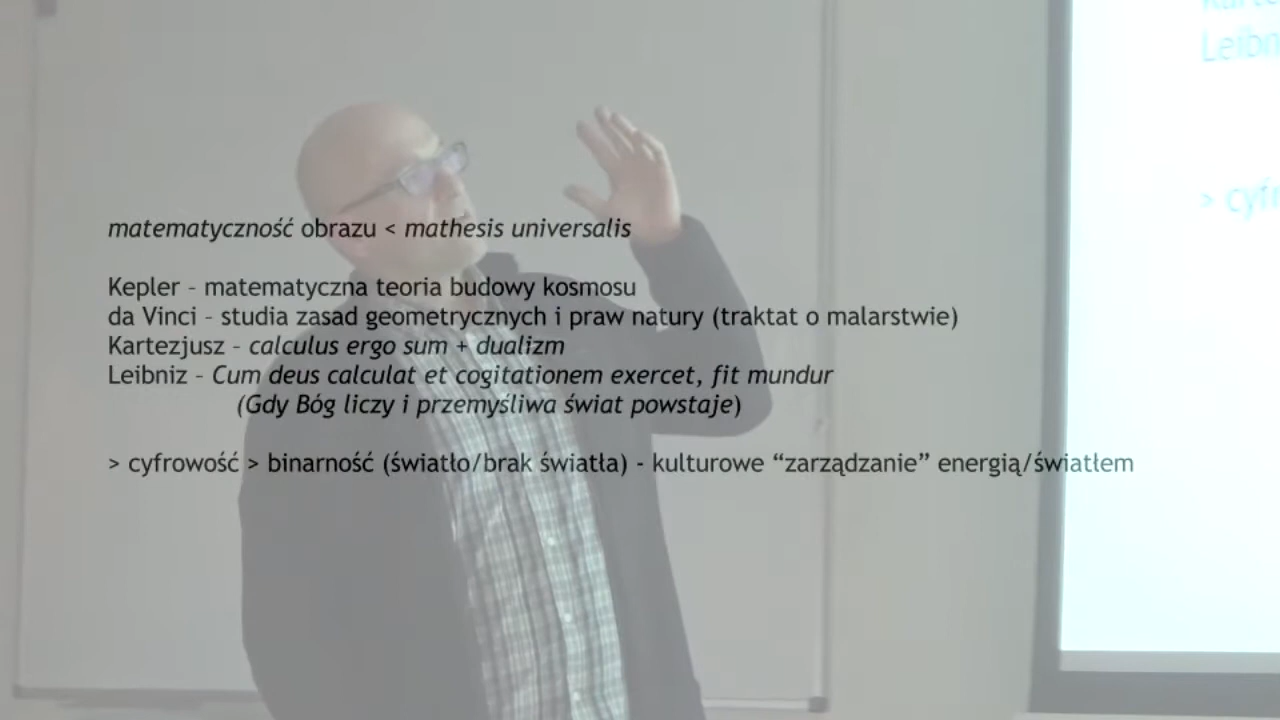 matematyczność obrazu < mathesis universalis
Kepler – matematyczna teoria budowy kosmosu
da Vinci – studia zasad geometrycznych i praw natury (traktat o malarstwie)
Kartezjusz – calculus ergo sum + dualizm
Leibniz – Cum deus calculat et cogitationem exercet, fit mundur
(Gdy Bóg liczy i przemyśliwa świat powstaje)
> cyfrowość > binarność (światło/brak światła) - kulturowe “zarządzanie” energią/światłem